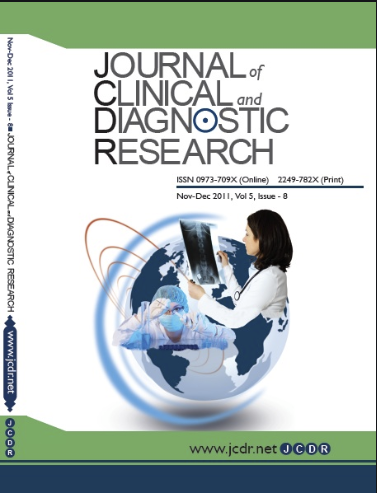 JOURNAL of
CLINICAL and
DIAGNOSTIC
RESEARCH
ISSN 0973-709X (Online) 2249-782X (Print)
Nov-Dec 2011, Vol 5, Issue - 8
www.jcdr.net JCDR
Nov-Dec 2011, Vol 5 Issue - 8 JOURNAL of CLINICAL and DIAGNOSTIC RESEARCH www.jcdr.net JCDR